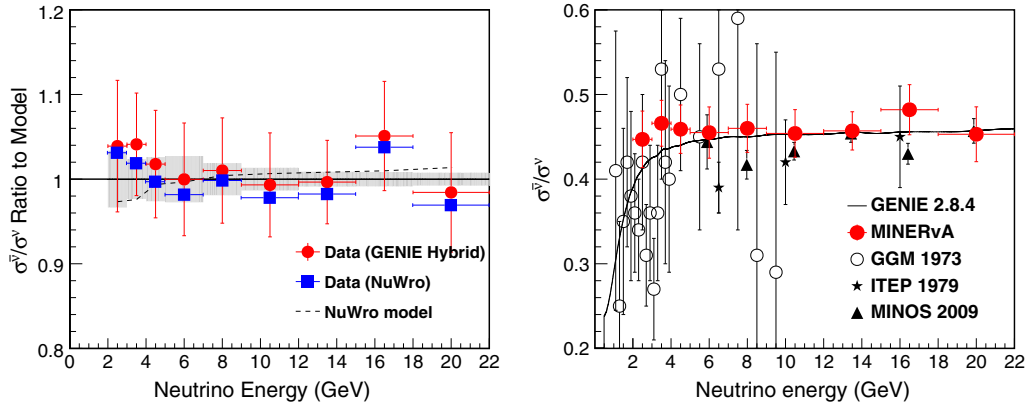 σν̄/σν Ratio to Model
1.2
1.1
1
0.9
0.8
Data (GENIE Hybrid)
Data (NuWro)
NuWro model
0 2 4 6 8 10 12 14 16 18 20 22
Neutrino Energy (GeV)
σν̄/σν
0.6
0.5
0.4
0.3
0.2
GENIE 2.8.4
MINERvA
GGM 1973
ITEP 1979
MINOS 2009
2 4 6 8 10 12 14 16 18 20 22
Neutrino energy (GeV)